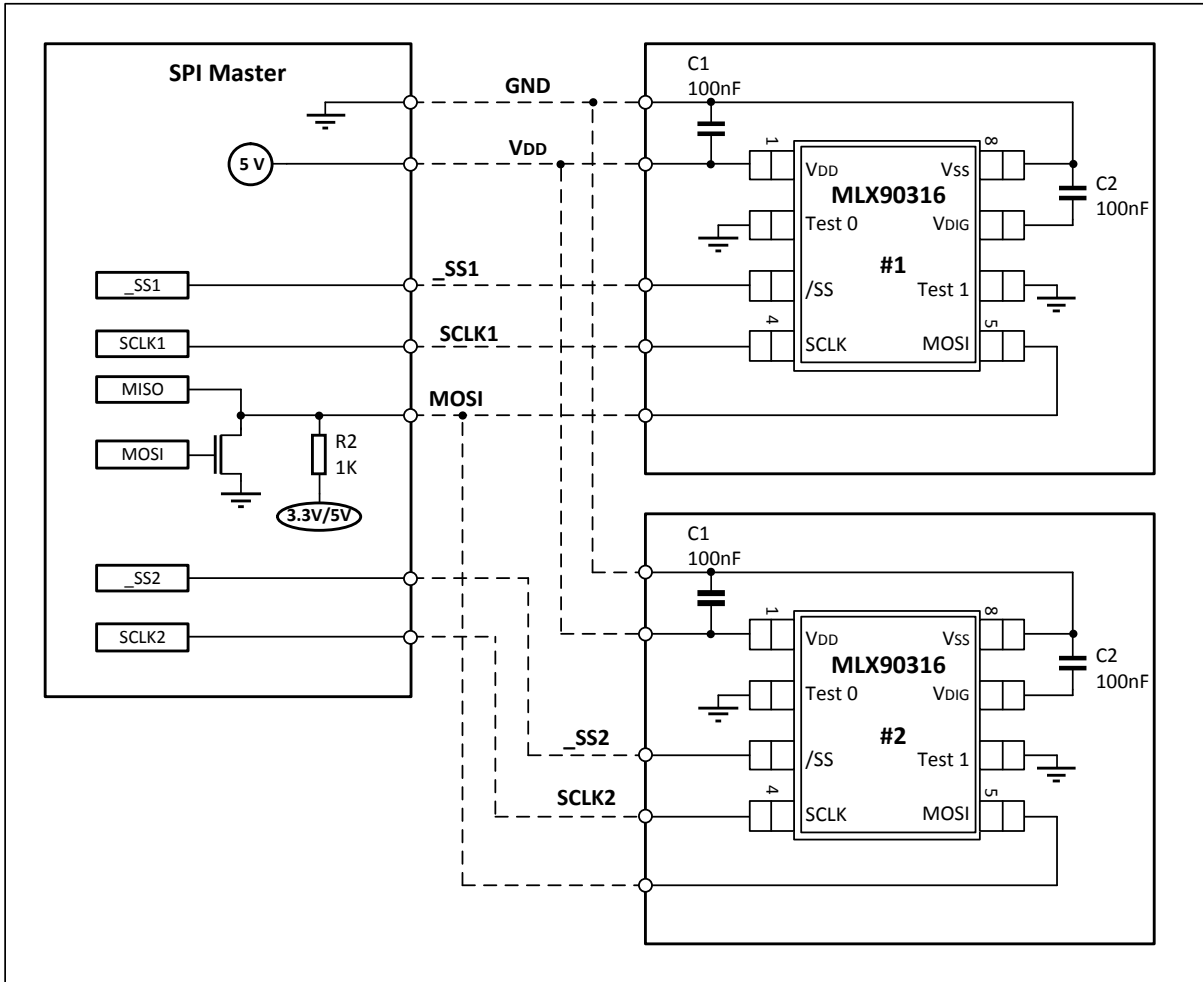 SPI Master
GND
VDD
5 V
_SS1
_SS1
SCLK1
SCLK1
MISO
MOSI
MOSI
R2
1K
3.3V/5V
_SS2
_SS2
SCLK2
SCLK2
C1
100nF
1
8
VDD
VSS
MLX90316
C2
100nF
Test 0
VDIG
#1
/SS
Test 1
4
5
SCLK
MOSI
C1
100nF
1
8
VDD
VSS
MLX90316
C2
100nF
Test 0
VDIG
#2
/SS
Test 1
4
5
SCLK
MOSI